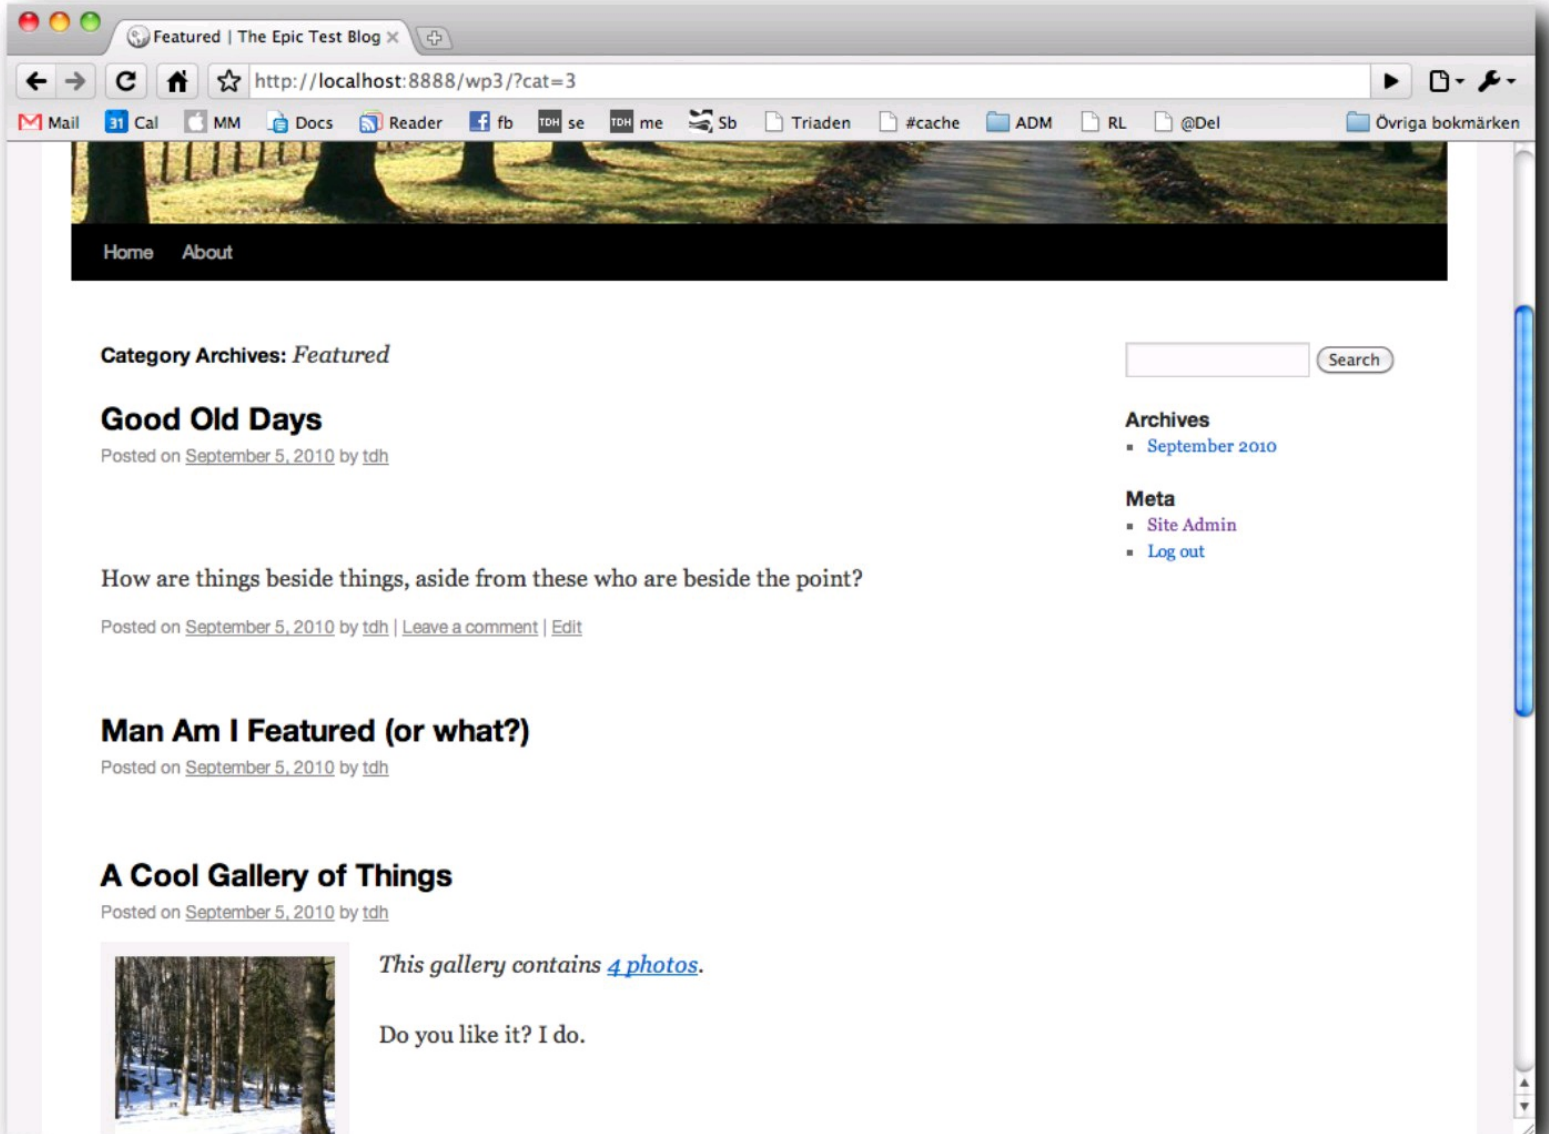 Featured | The Epic Test Blog
http://localhost:8888/wp3/?cat=3
Mail 31 Cal MM Docs Reader fb TDH se TDH me Sb Triaden #cache ADM RL @Del Övriga bokmärken
Home About
Category Archives: Featured
Search
Good Old Days
Posted on September 5, 2010 by tdh
Archives
September 2010
Meta
Site Admin
Log out
How are things beside things, aside from these who are beside the point?
Posted on September 5, 2010 by tdh | Leave a comment | Edit
Man Am I Featured (or what?)
Posted on September 5, 2010 by tdh
A Cool Gallery of Things
Posted on September 5, 2010 by tdh
This gallery contains 4 photos.
Do you like it? I do.